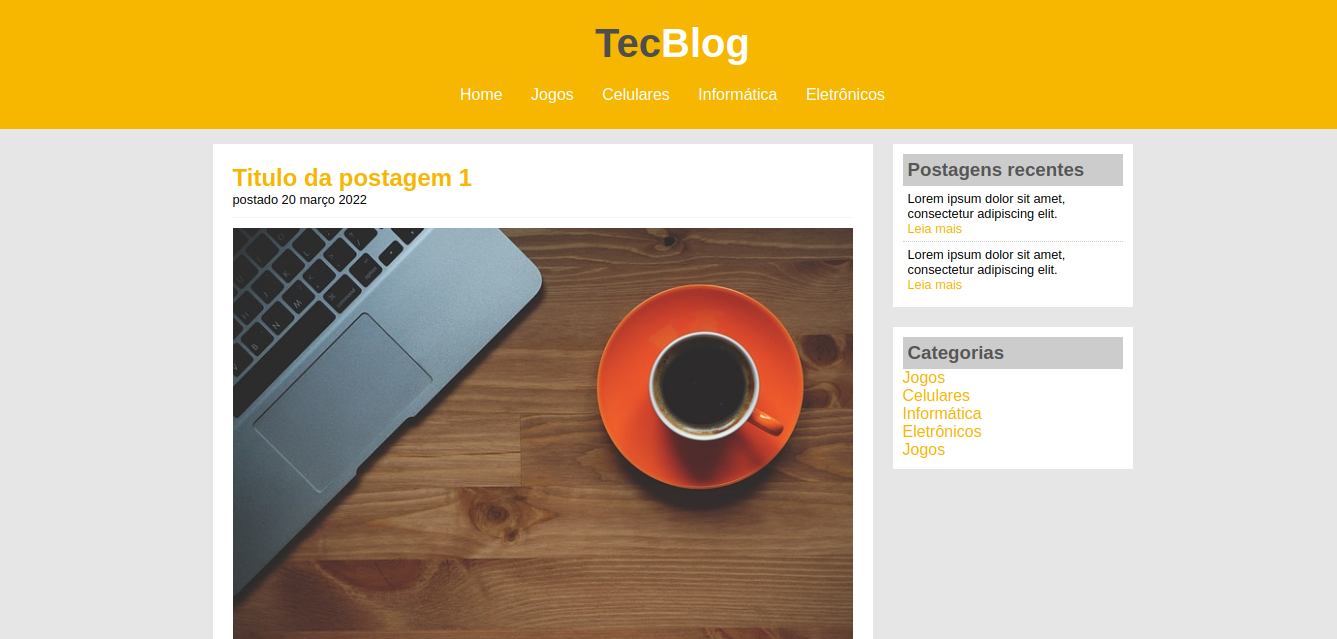 TecBlog
Home Jogos Celulares Informática Eletrônicos
Titulo da postagem 1
postado 20 março 2022
Postagens recentes
Lorem ipsum dolor sit amet,
consectetur adipiscing elit.
Leia mais
Lorem ipsum dolor sit amet,
consectetur adipiscing elit.
Leia mais
Categorias
Jogos
Celulares
Informática
Eletrônicos
Jogos